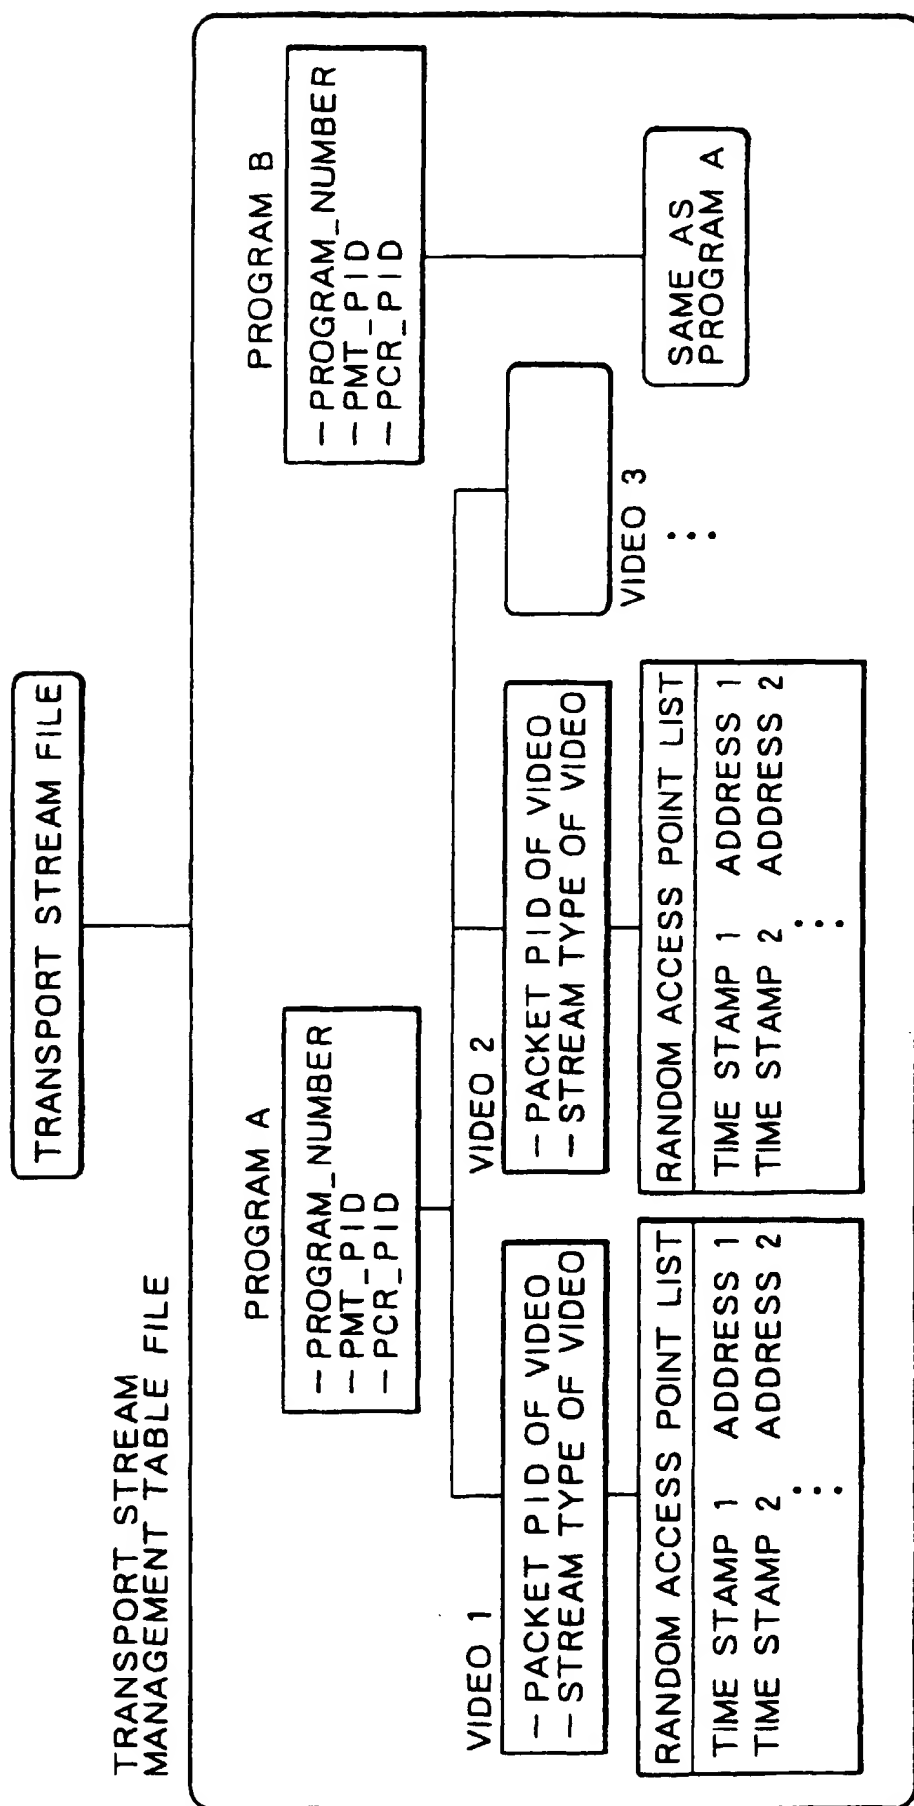 TRANSPORT STREAM FILE
TRANSPORT STREAM
MANAGEMENT TABLE FILE
PROGRAM A
– PROGRAM_NUMBER
– PMT_PID
– PCR_PID
VIDEO 1
– PACKET PID OF VIDEO
– STREAM TYPE OF VIDEO
RANDOM ACCESS POINT LIST
TIME STAMP 1 ADDRESS 1
TIME STAMP 2 ADDRESS 2
⋮
VIDEO 2
– PACKET PID OF VIDEO
– STREAM TYPE OF VIDEO
RANDOM ACCESS POINT LIST
TIME STAMP 1 ADDRESS 1
TIME STAMP 2 ADDRESS 2
⋮
VIDEO 3
⋮
PROGRAM B
– PROGRAM_NUMBER
– PMT_PID
– PCR_PID
SAME AS
PROGRAM A